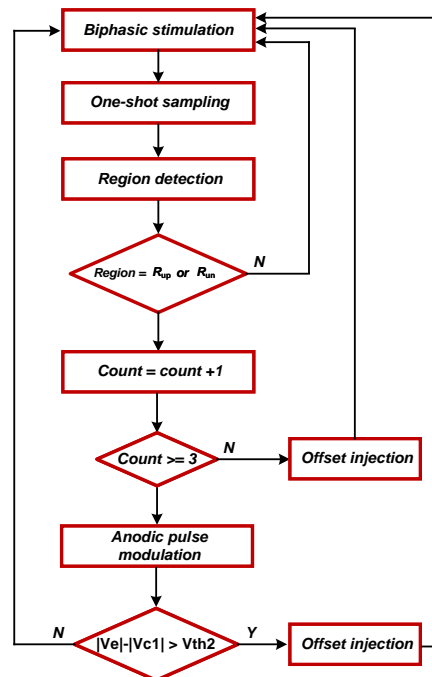 Biphasic stimulation
One-shot sampling
Region detection
Region = Rup or Run
N
Count = count +1
Count >= 3
N
Offset injection
Anodic pulse
modulation
|Ve|-|Vc1| > Vth2
N
Y
Offset injection